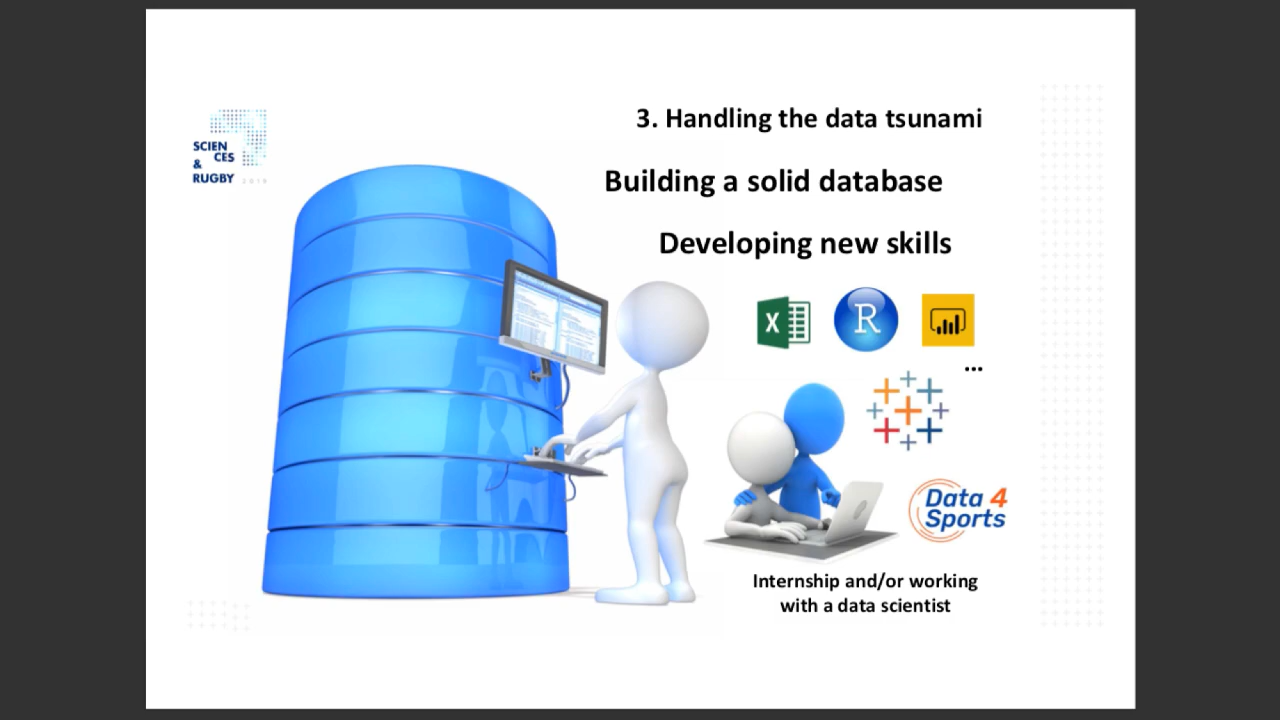 3. Handling the data tsunami
SCIEN
CES
&
RUGBY 2019
Building a solid database
Developing new skills
X
R
...
Data 4
Sports
Internship and/or working
with a data scientist